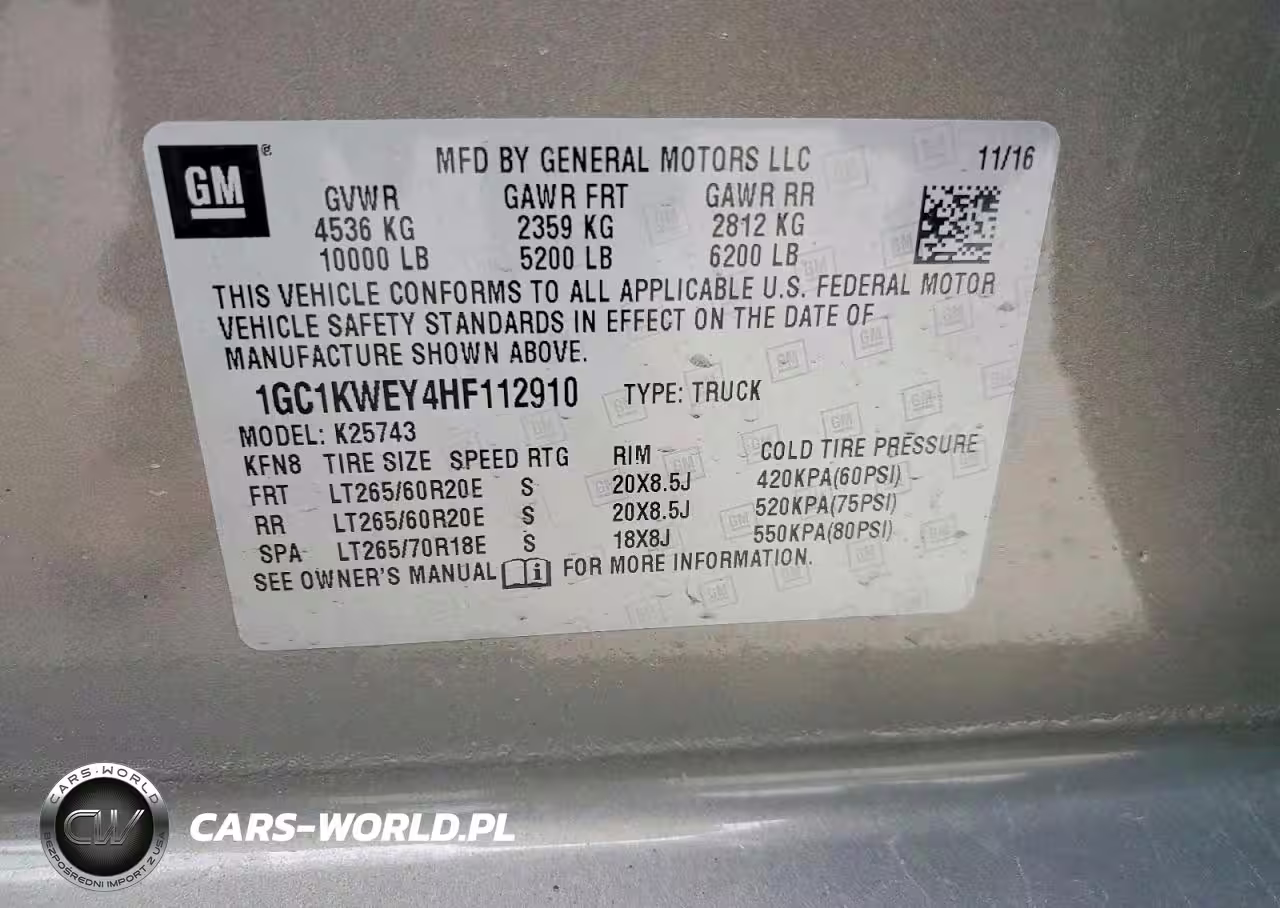 GM
MFD BY GENERAL MOTORS LLC 11/16
GVWR GAWR FRT GAWR RR
4536 KG 2359 KG 2812 KG
10000 LB 5200 LB 6200 LB
THIS VEHICLE CONFORMS TO ALL APPLICABLE U.S. FEDERAL MOTOR
VEHICLE SAFETY STANDARDS IN EFFECT ON THE DATE OF
MANUFACTURE SHOWN ABOVE.
1GC1KWEY4HF112910 TYPE: TRUCK
MODEL: K25743
KFN8 TIRE SIZE SPEED RTG RIM COLD TIRE PRESSURE
FRT LT265/60R20E S 20X8.5J 420KPA(60PSI)
RR LT265/60R20E S 20X8.5J 520KPA(75PSI)
SPA LT265/70R18E S 18X8J 550KPA(80PSI)
SEE OWNER'S MANUAL FOR MORE INFORMATION.
CARS-WORLD
CW
BEZPOŚREDNI IMPORT Z USA
CARS-WORLD.PL